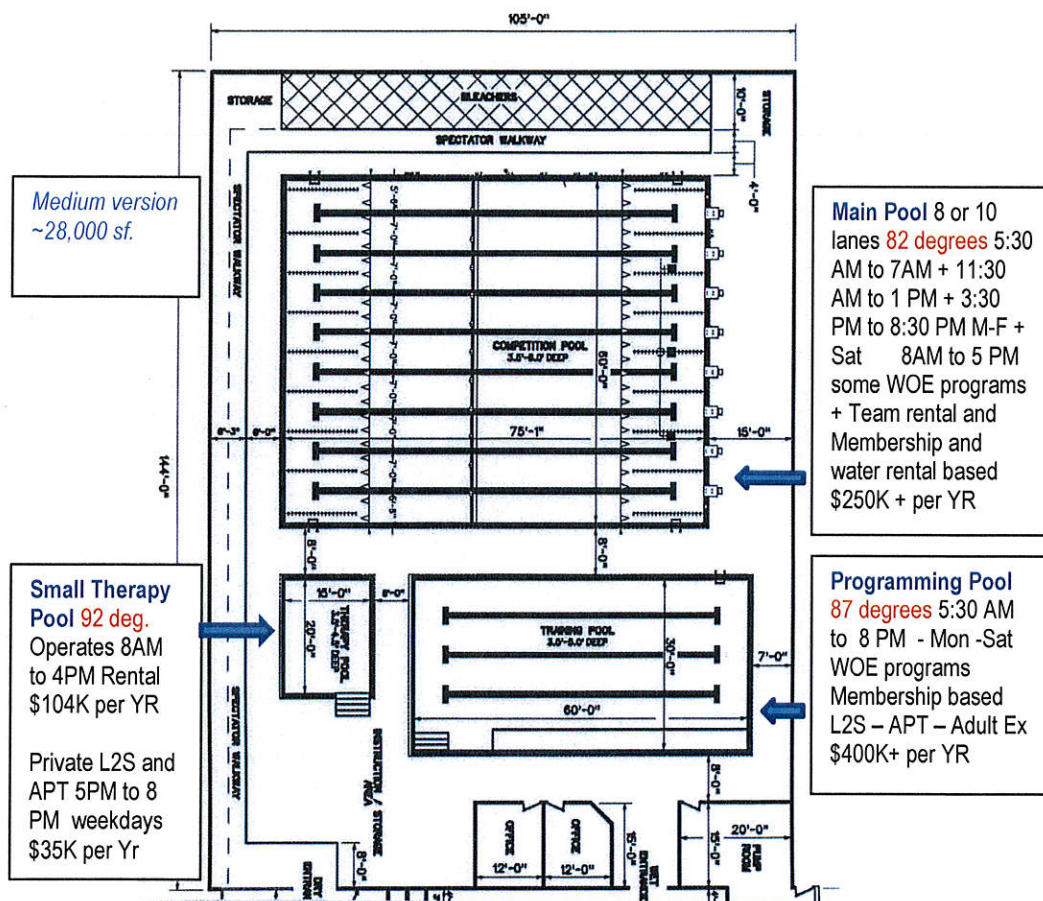 105'-0"
STORAGE
BLEACHERS
SPECTATOR WALKWAY
10'-0"
STORAGE
4'-0"
Medium version
~28,000 sf.
SPECTATOR WALKWAY
144'-0"
COMPETITION POOL
60'-0"
75'-1"
15'-0"
6'-0"
Main Pool 8 or 10
lanes 82 degrees 5:30
AM to 7AM + 11:30
AM to 1 PM + 3:30
PM to 8:30 PM M-F +
Sat 8AM to 5 PM
some WOE programs
+ Team rental and
Membership and
water rental based
$250K + per YR
8'-0"
8'-0"
Small Therapy
Pool 92 deg.
Operates 8AM
to 4PM Rental
$104K per YR
Private L2S and
APT 5PM to 8
PM weekdays
$35K per Yr
15'-0"
20'-0"
THERAPY POOL
TRAINING POOL
30'-0"
60'-0"
7'-0"
Programming Pool
87 degrees 5:30 AM
to 8 PM - Mon -Sat
WOE programs
Membership based
L2S – APT – Adult Ex
$400K+ per YR
SPECTATOR WALKWAY
INSTRUCTION / STORAGE
AREA
8'-0"
8'-0"
OFFICE
12'-0"
OFFICE
12'-0"
15'-0"
WET
15'-0"
20'-0"
PUMP
ROOM
DRY